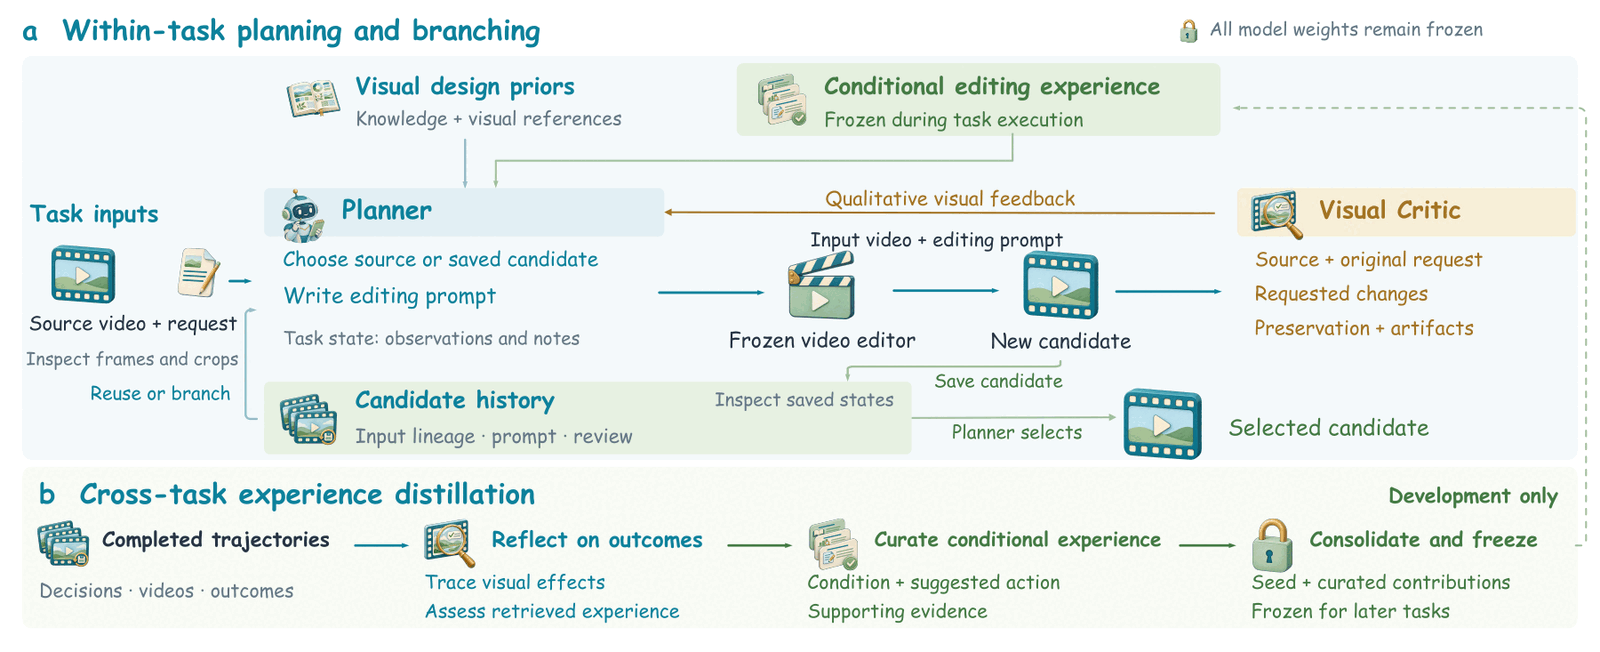 a Within-task planning and branching
All model weights remain frozen
Visual design priors
Knowledge + visual references
Conditional editing experience
Frozen during task execution
Task inputs
Source video + request
Inspect frames and crops
Reuse or branch
Planner
Choose source or saved candidate
Write editing prompt
Task state: observations and notes
Qualitative visual feedback
Input video + editing prompt
Frozen video editor
New candidate
Visual Critic
Source + original request
Requested changes
Preservation + artifacts
Save candidate
Candidate history
Input lineage · prompt · review
Inspect saved states
Planner selects
Selected candidate
b Cross-task experience distillation
Development only
Completed trajectories
Decisions · videos · outcomes
Reflect on outcomes
Trace visual effects
Assess retrieved experience
Curate conditional experience
Condition + suggested action
Supporting evidence
Consolidate and freeze
Seed + curated contributions
Frozen for later tasks